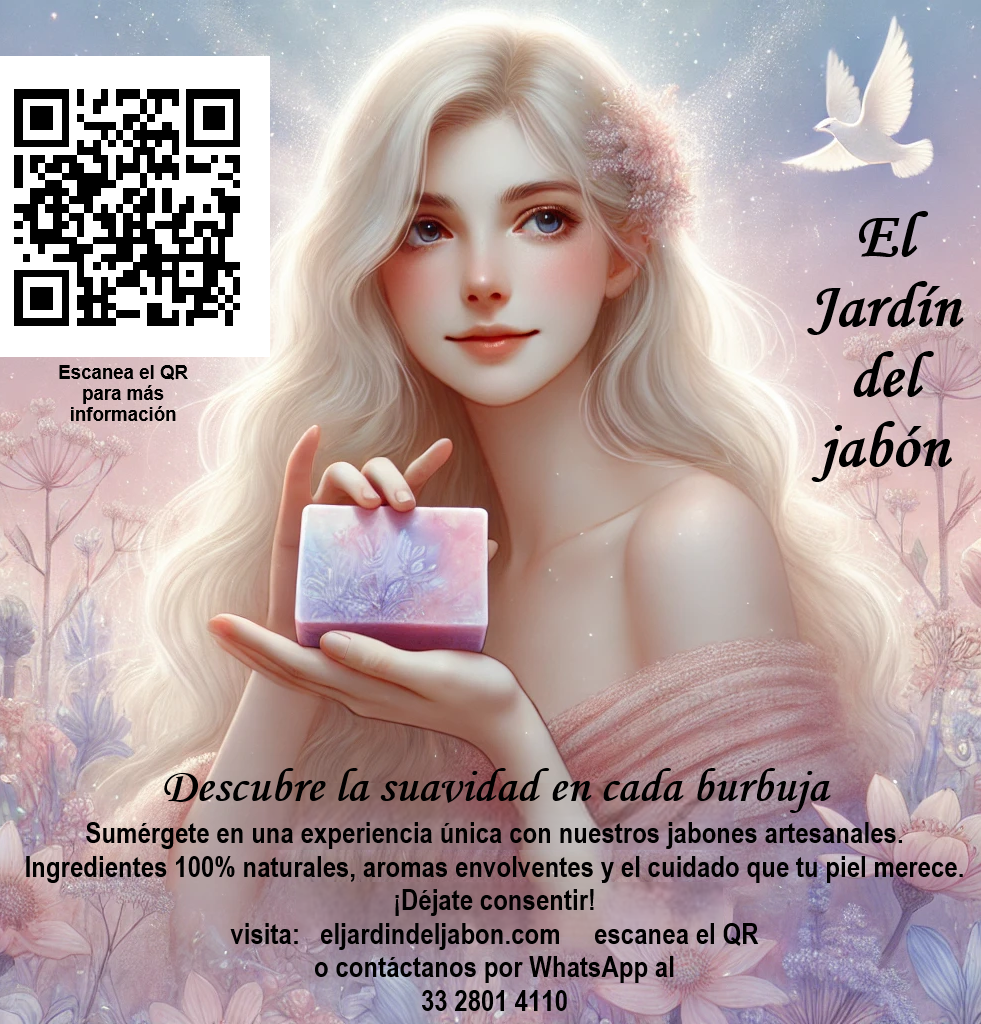 Escanea el QR
para más
información
El
Jardín
del
jabón
Descubre la suavidad en cada burbuja
Sumérgete en una experiencia única con nuestros jabones artesanales.
Ingredientes 100% naturales, aromas envolventes y el cuidado que tu piel merece.
¡Déjate consentir!
visita: eljardindeljabon.com escanea el QR
o contáctanos por WhatsApp al
33 2801 4110